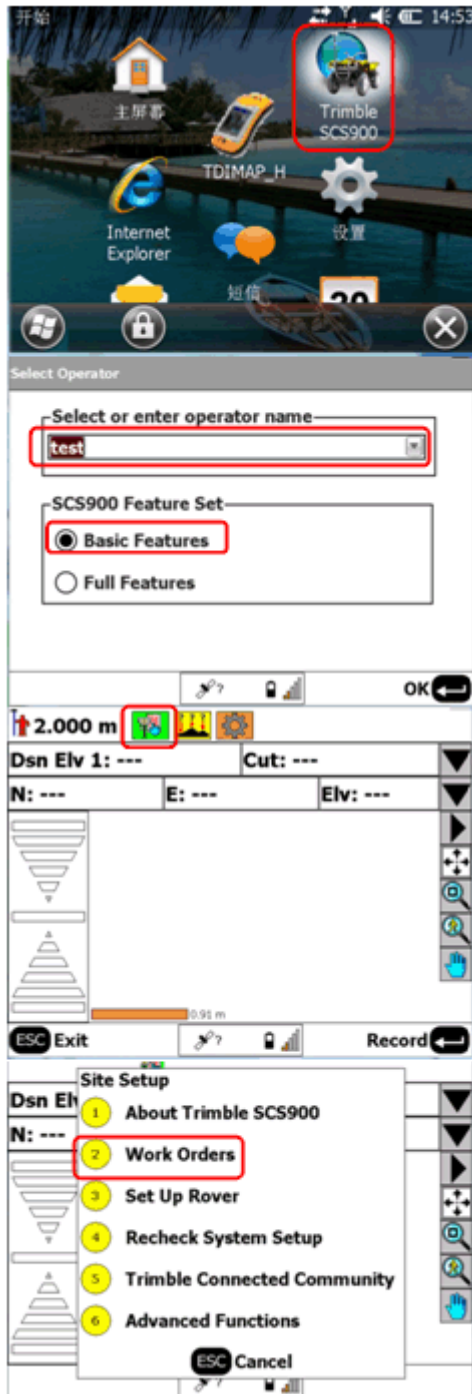 开始 14:53
主屏幕
Trimble
SCS900
TDIMAP_H
Internet
Explorer
设置
短信
Select Operator
Select or enter operator name
test
SCS900 Feature Set
Basic Features
Full Features
?
OK
2.000 m
Dsn Elv 1: --- Cut: ---
N: --- E: --- Elv: ---
0.91 m
ESC Exit ? Record
Site Setup
Dsn El
N: --
1 About Trimble SCS900
2 Work Orders
3 Set Up Rover
4 Recheck System Setup
5 Trimble Connected Community
6 Advanced Functions
ESC Cancel